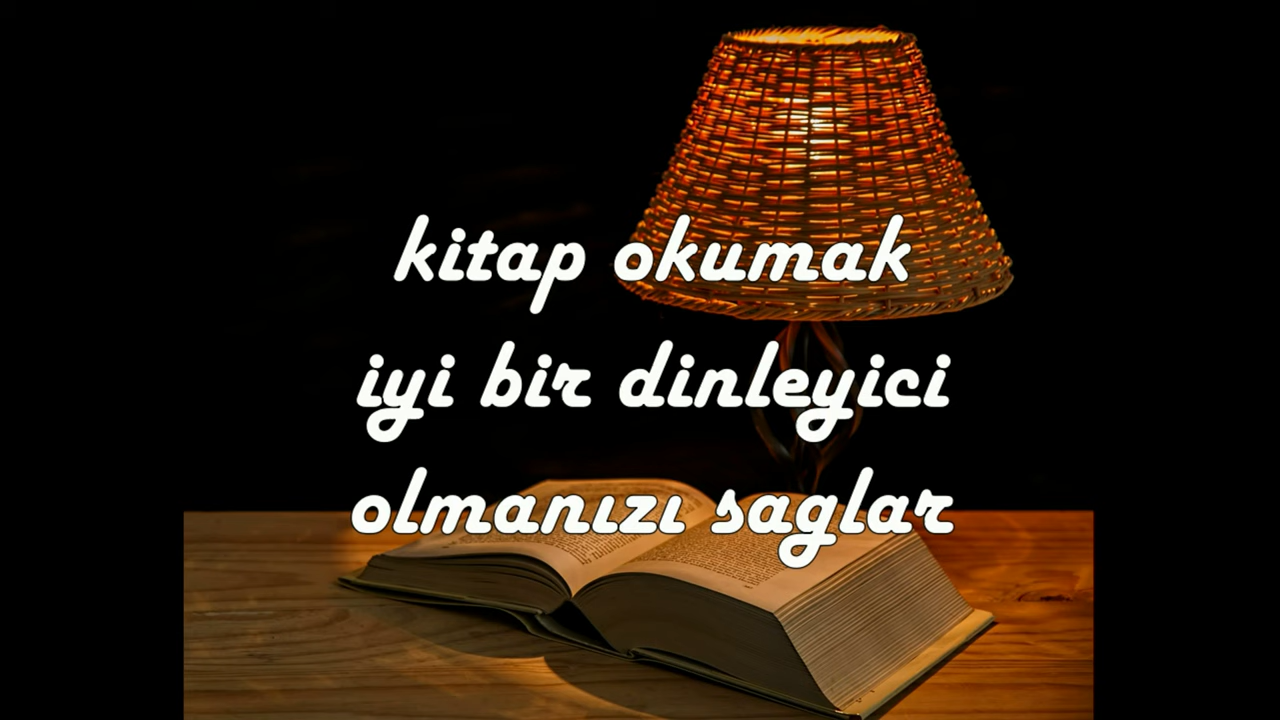 kitap okumak
iyi bir dinleyici
olmanızı saglar